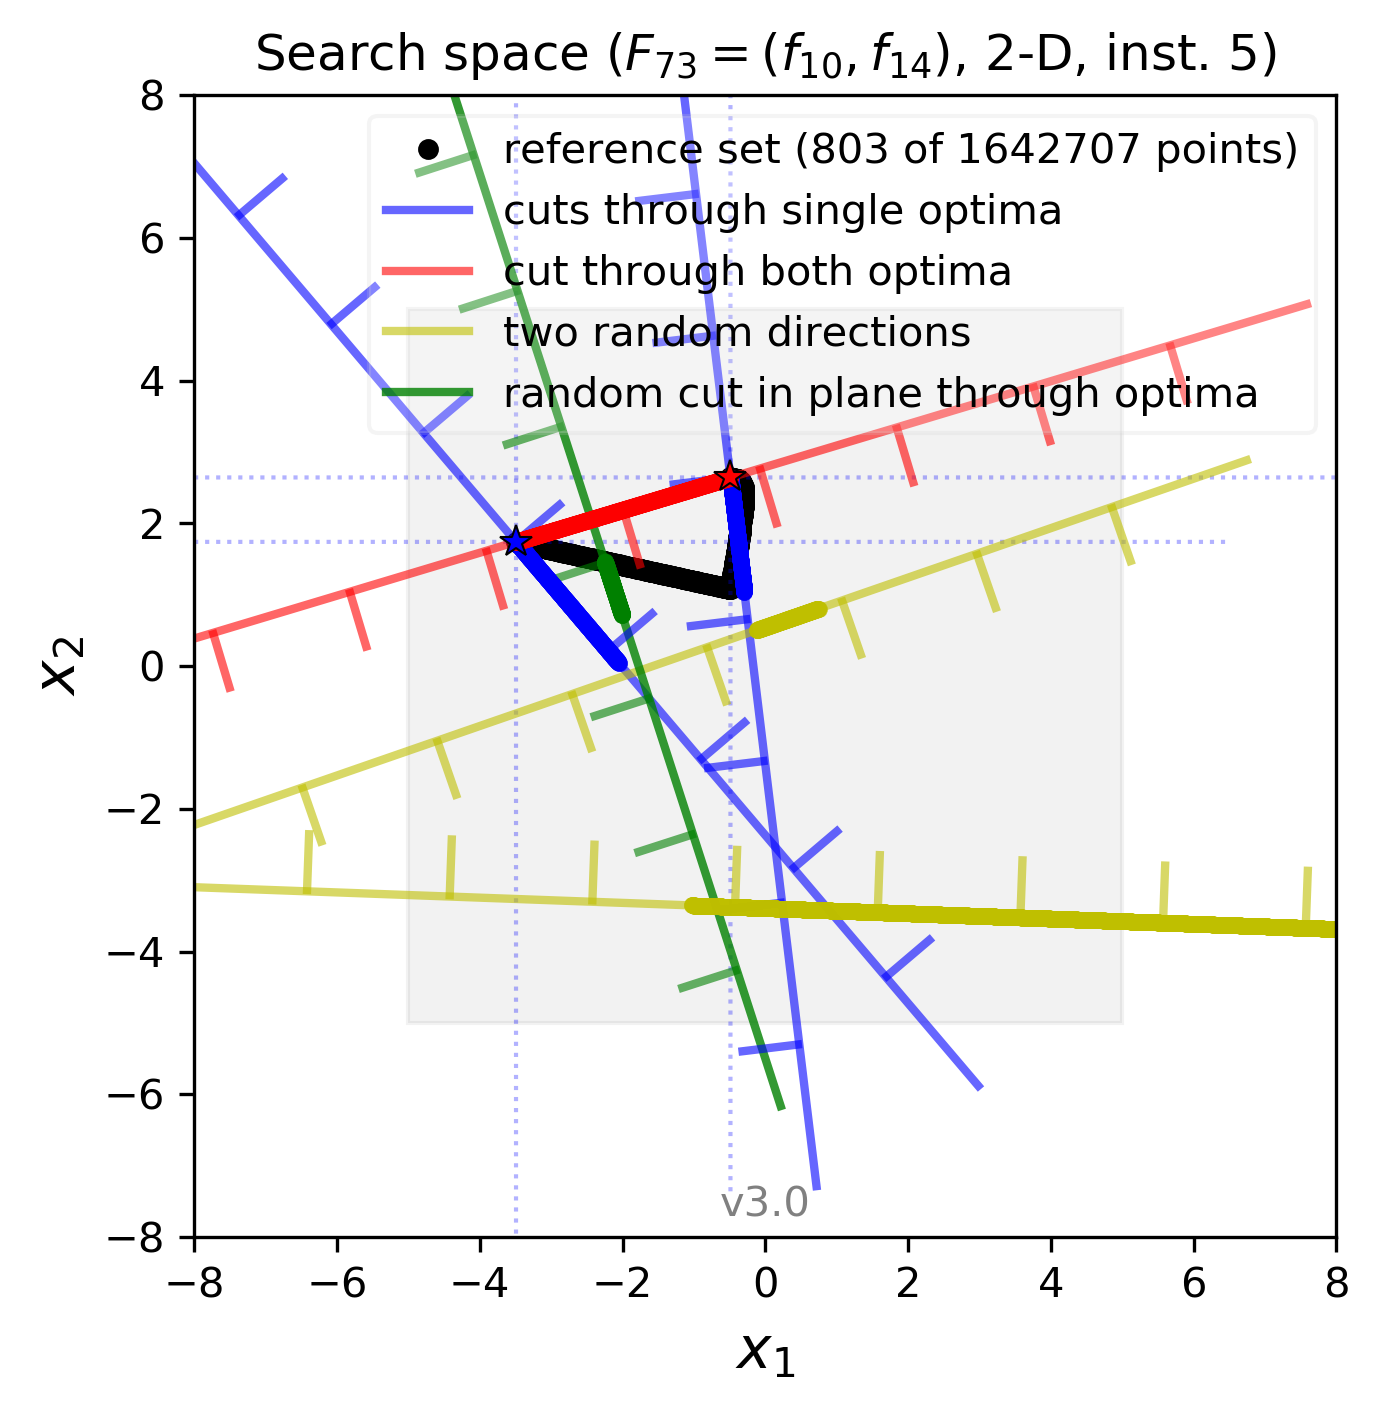 Search space (F73 = (f10, f14), 2-D, inst. 5)
8
6
4
2
0
−2
−4
−6
−8
x2
reference set (803 of 1642707 points)
cuts through single optima
cut through both optima
two random directions
random cut in plane through optima
v3.0
−8 −6 −4 −2 0 2 4 6 8
x1